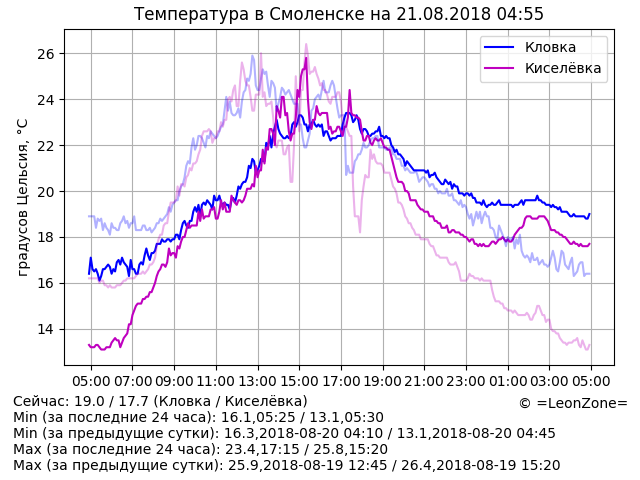 Температура в Смоленске на 21.08.2018 04:55
градусов Цельсия, °C
26
24
22
20
18
16
14
Кловка
Киселёвка
05:00 07:00 09:00 11:00 13:00 15:00 17:00 19:00 21:00 23:00 01:00 03:00 05:00
Сейчас: 19.0 / 17.7 (Кловка / Киселёвка)
© =LeonZone=
Min (за последние 24 часа): 16.1,05:25 / 13.1,05:30
Min (за предыдущие сутки): 16.3,2018-08-20 04:10 / 13.1,2018-08-20 04:45
Max (за последние 24 часа): 23.4,17:15 / 25.8,15:20
Max (за предыдущие сутки): 25.9,2018-08-19 12:45 / 26.4,2018-08-19 15:20